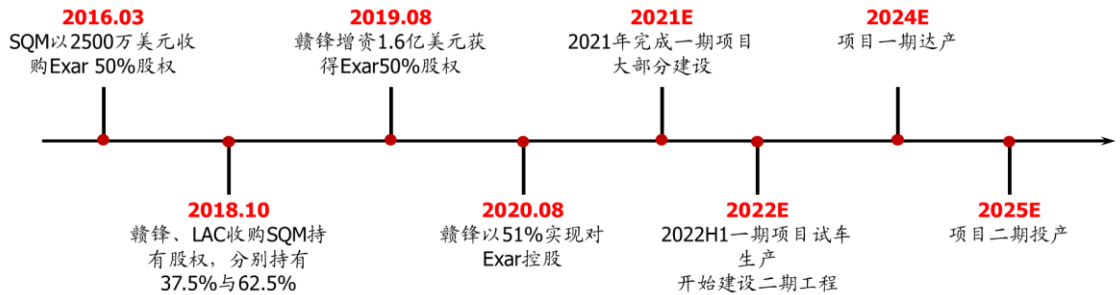 2016.03
SQM以2500万美元收
购Exar 50%股权
2019.08
赣锋增资1.6亿美元获
得Exar50%股权
2021E
2021年完成一期项目
大部分建设
2024E
项目一期达产
2018.10
赣锋、LAC收购SQM持
有股权，分别持有
37.5%与62.5%
2020.08
赣锋以51%实现对
Exar控股
2022E
2022H1一期项目试车
生产
开始建设二期工程
2025E
项目二期投产